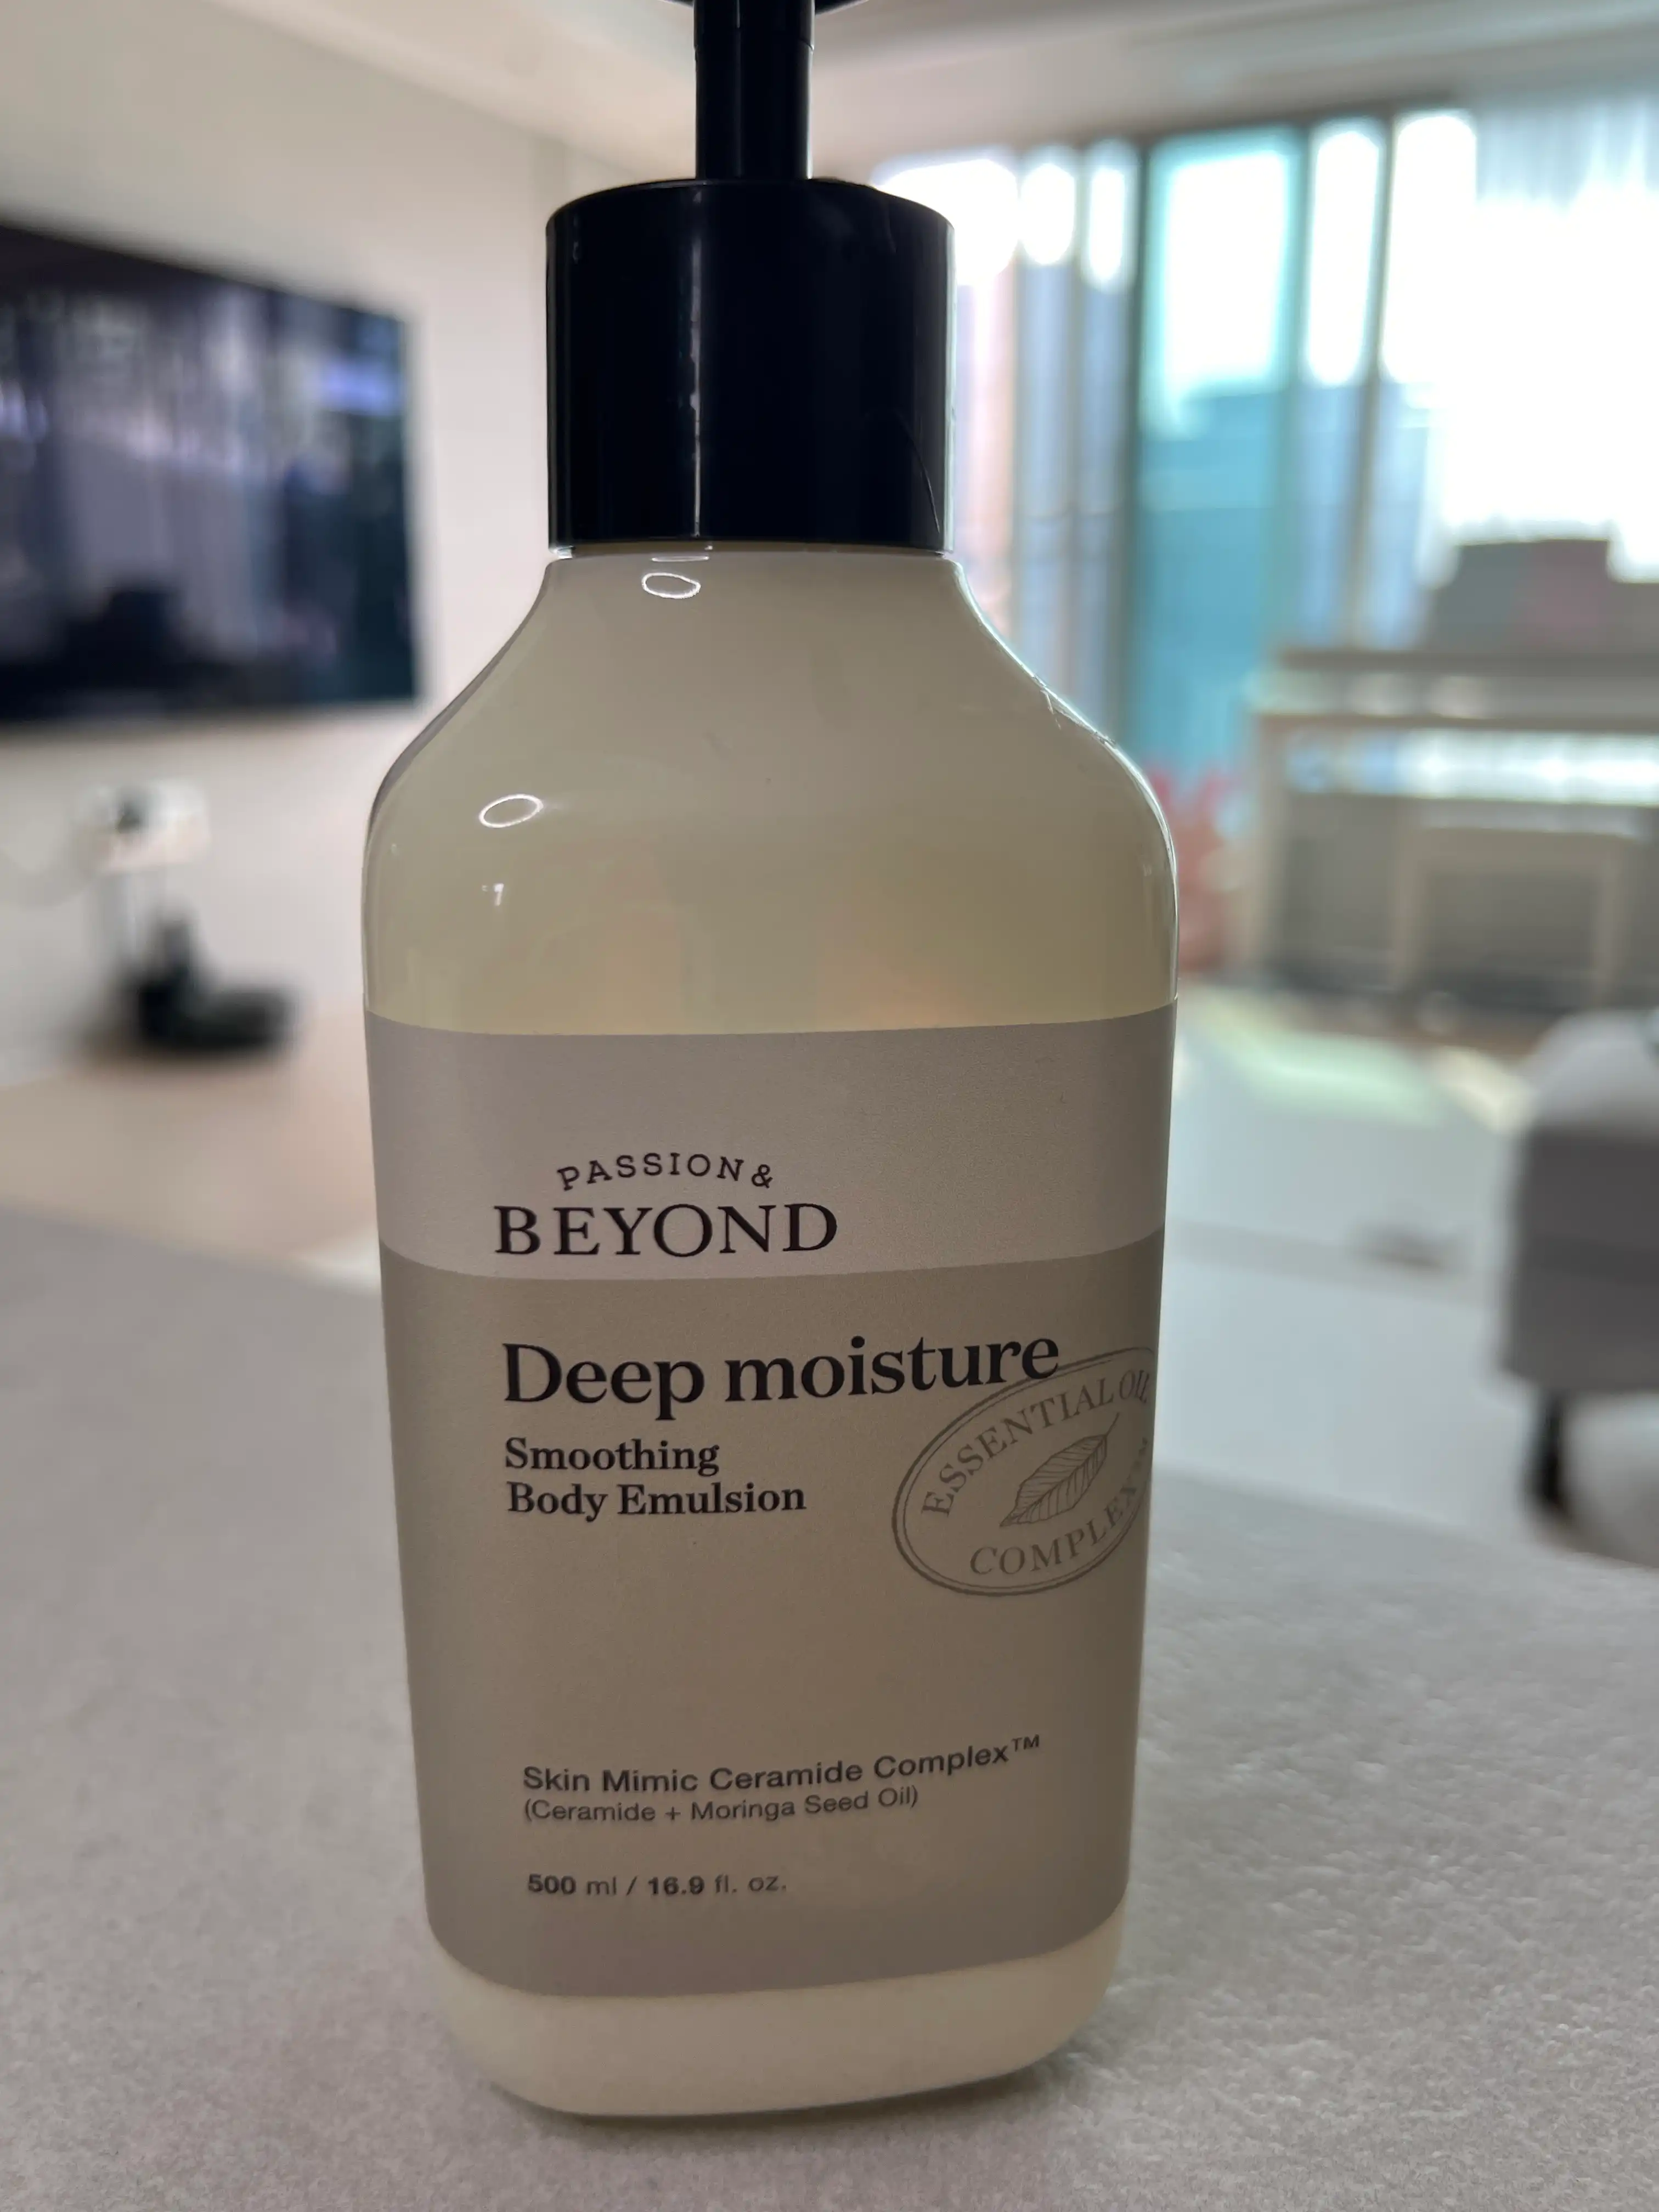 PASSION &
BEYOND
Deep moisture
Smoothing
Body Emulsion
ESSENTIAL OIL
COMPLEX™
Skin Mimic Ceramide Complex™
(Ceramide + Moringa Seed Oil)
500 ml / 16.9 fl. oz.